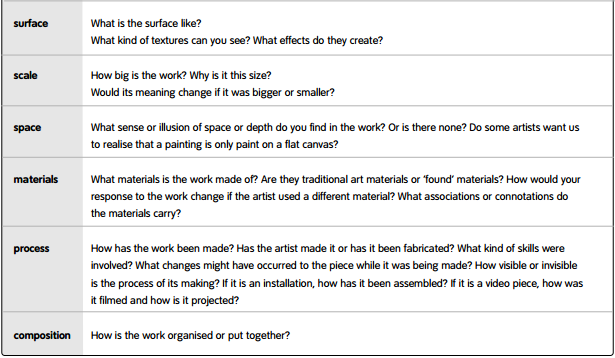 surface
What is the surface like?
What kind of textures can you see? What effects do they create?
scale
How big is the work? Why is it this size?
Would its meaning change if it was bigger or smaller?
space
What sense or illusion of space or depth do you find in the work? Or is there none? Do some artists want us
to realise that a painting is only paint on a flat canvas?
materials
What materials is the work made of? Are they traditional art materials or ‘found’ materials? How would your
response to the work change if the artist used a different material? What associations or connotations do
the materials carry?
process
How has the work been made? Has the artist made it or has it been fabricated? What kind of skills were
involved? What changes might have occurred to the piece while it was being made? How visible or invisible
is the process of its making? If it is an installation, how has it been assembled? If it is a video piece, how was
it filmed and how is it projected?
composition
How is the work organised or put together?